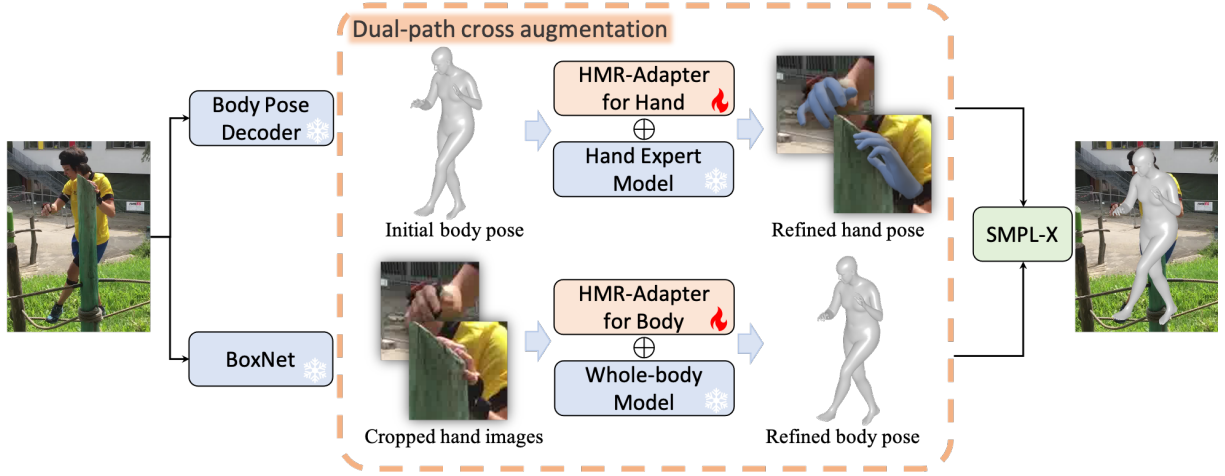 Dual-path cross augmentation
Body Pose
Decoder
HMR-Adapter
for Hand
Hand Expert
Model
Initial body pose
Refined hand pose
SMPL-X
BoxNet
HMR-Adapter
for Body
Whole-body
Model
Cropped hand images
Refined body pose